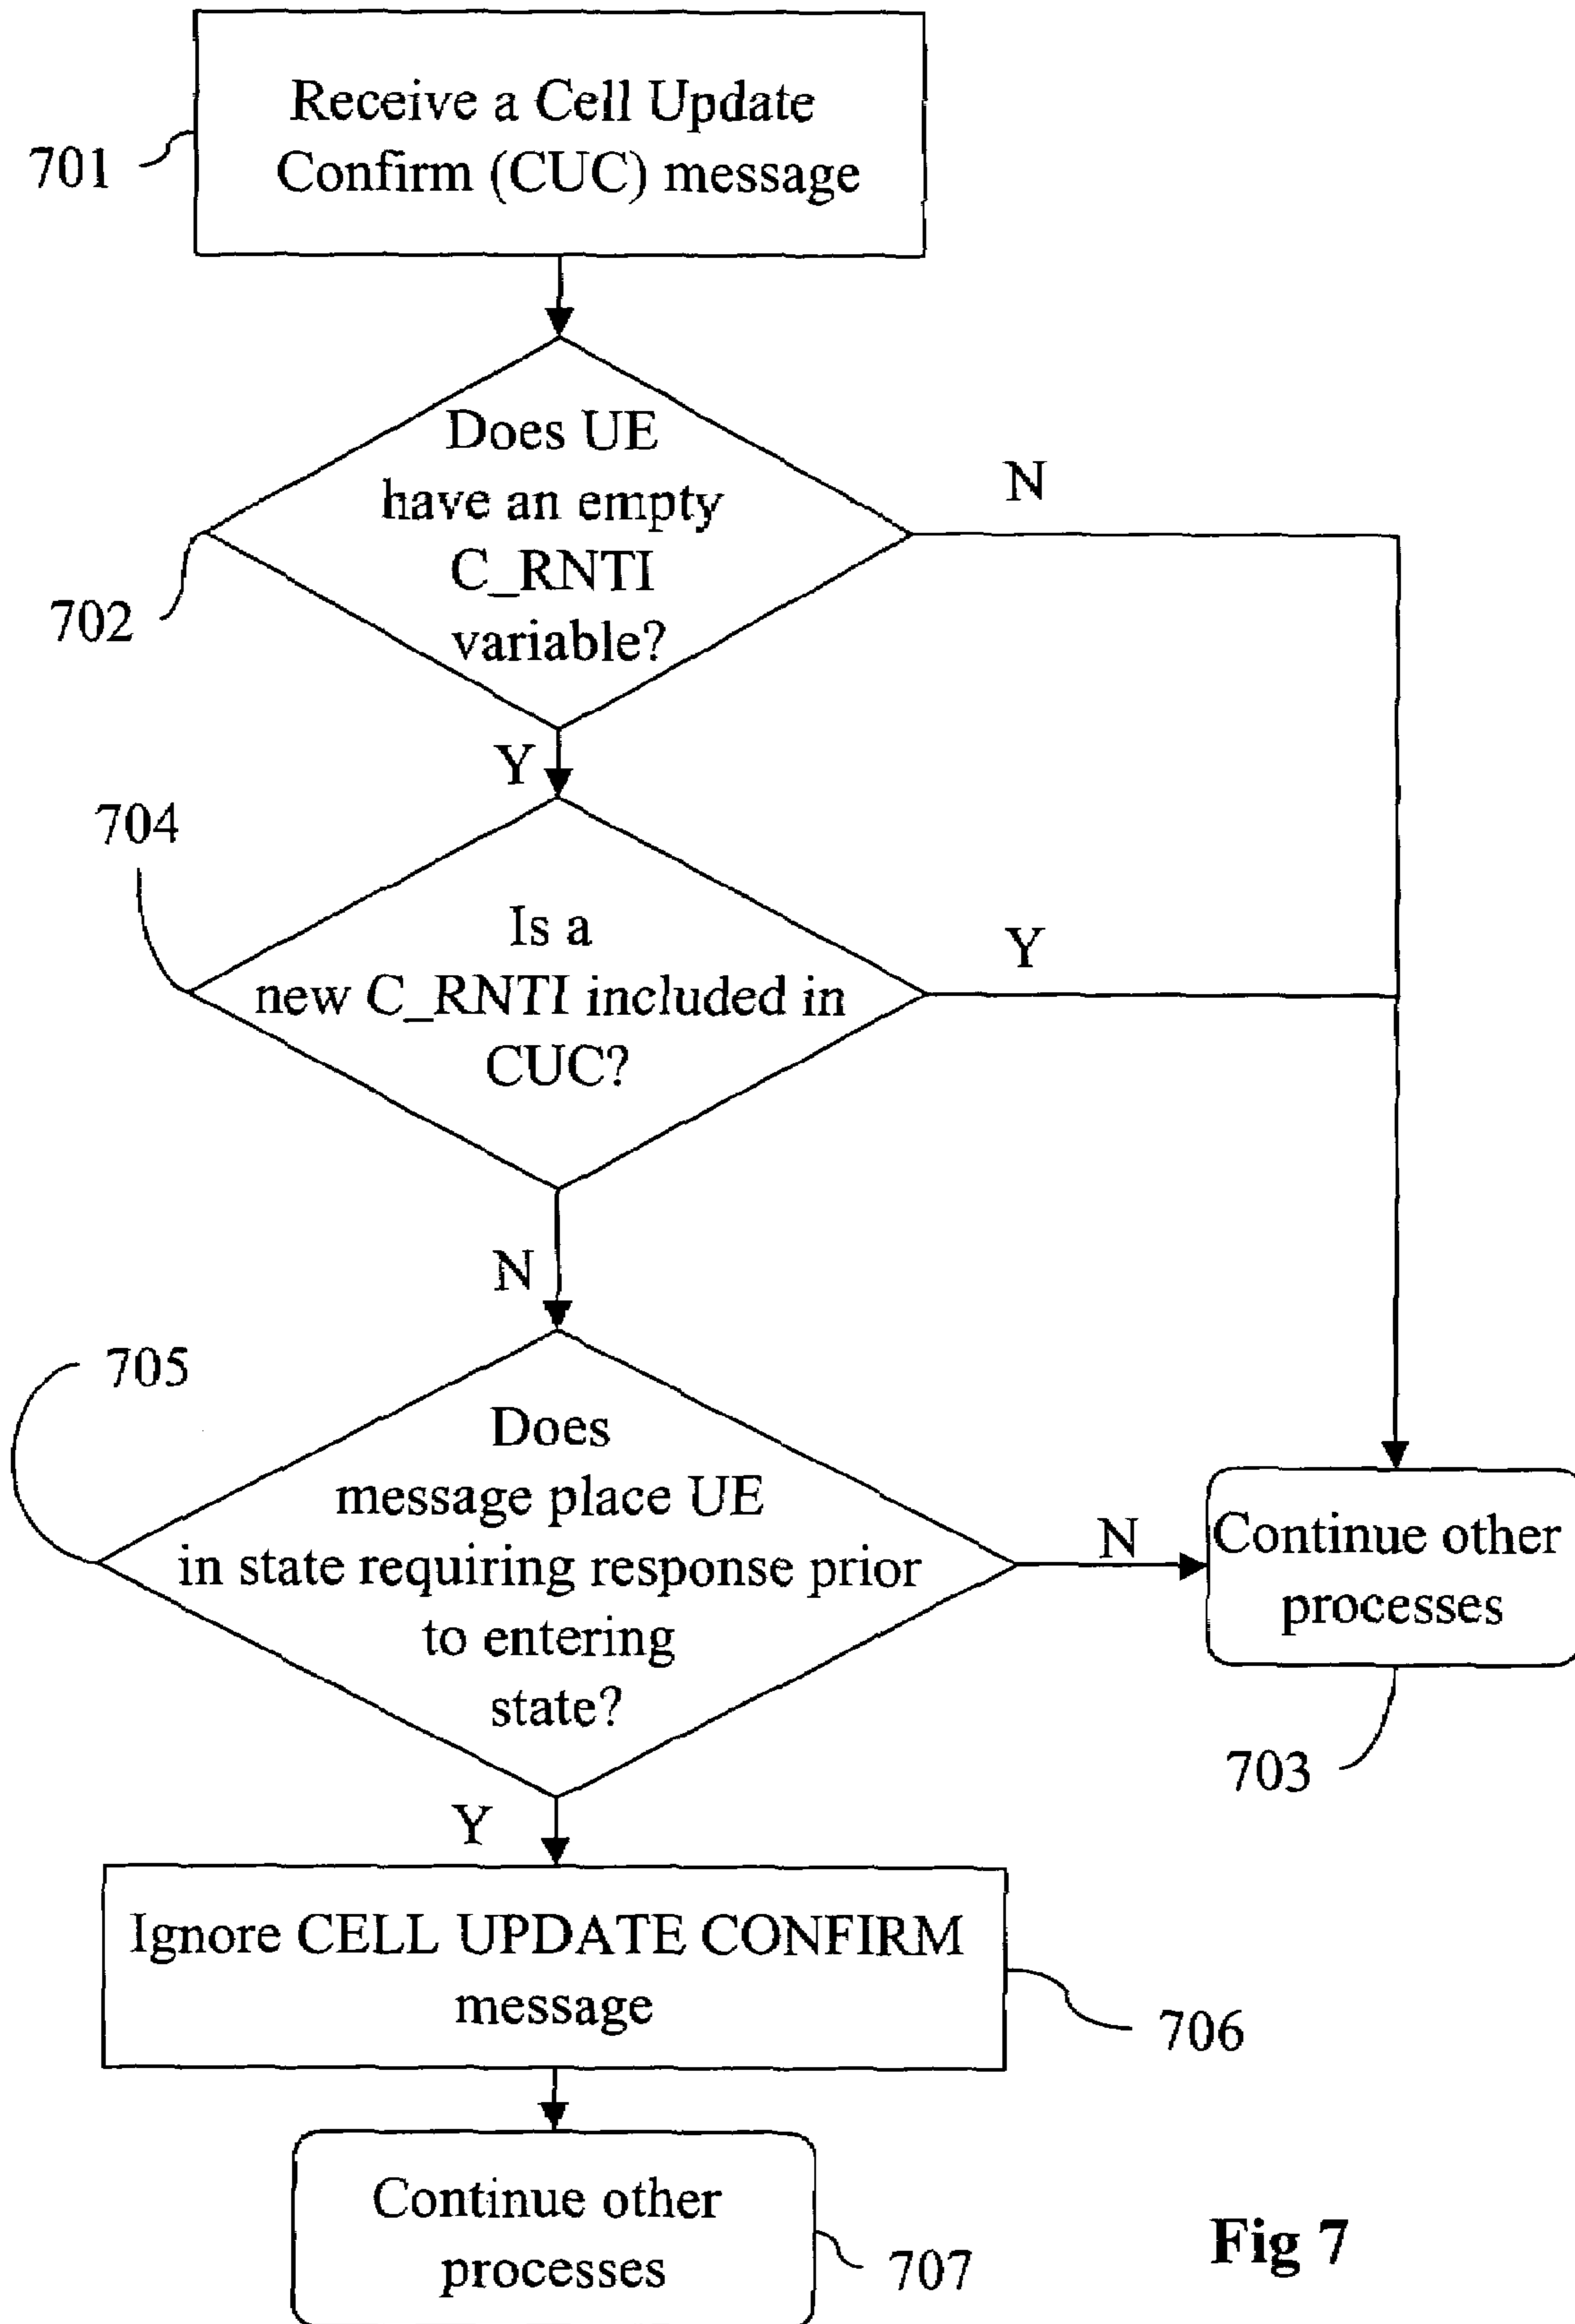 Receive a Cell Update
Confirm (CUC) message
701
Does UE
have an empty
C_RNTI
variable?
N
702
Y
704
Is a
new C_RNTI included in
CUC?
Y
N
705
Does
message place UE
in state requiring response prior
to entering
state?
N
Continue other
processes
703
Y
Ignore CELL UPDATE CONFIRM
message
706
Continue other
processes
707
Fig 7